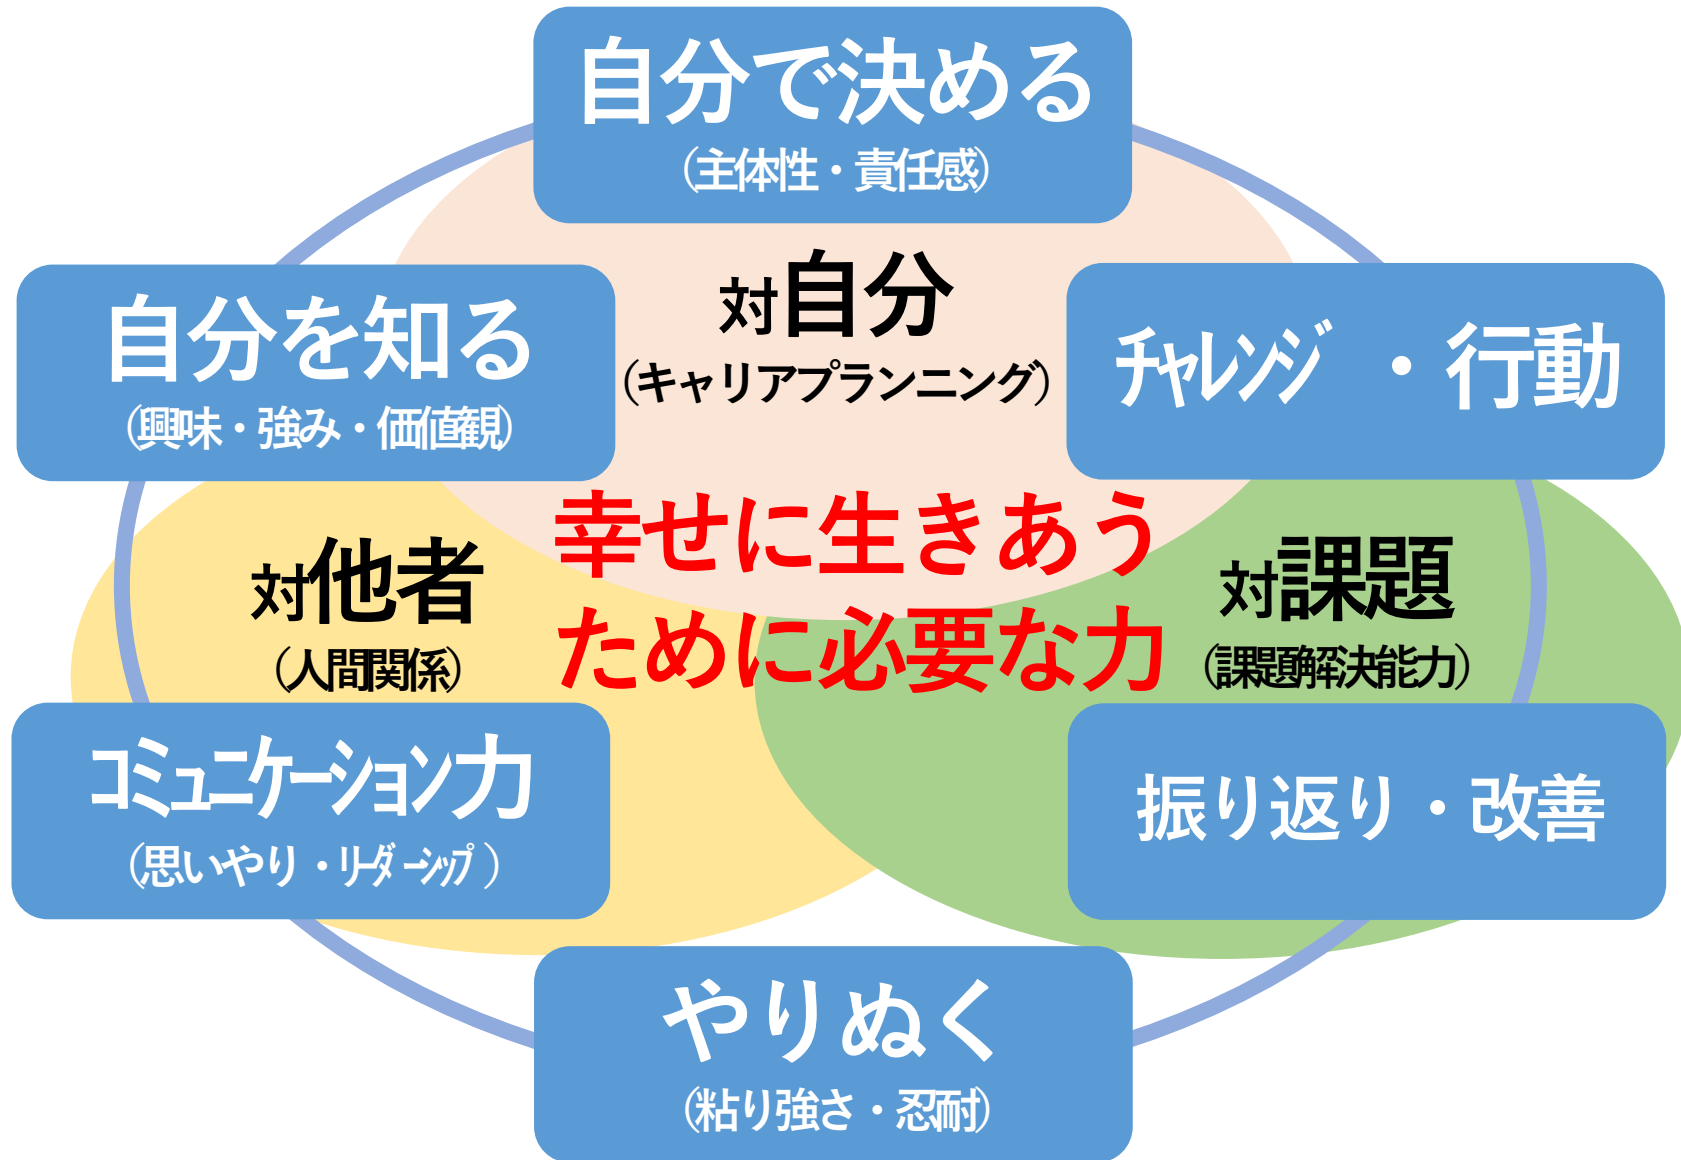 自分で決める
（主体性・責任感）
自分を知る
（興味・強み・価値観）
対自分
（キャリアプランニング）
チャレンジ・行動
幸せに生きあう
ために必要な力
対他者
（人間関係）
対課題
（課題解決能力）
コミュニケーション力
（思いやり・リーダーシップ）
振り返り・改善
やりぬく
（粘り強さ・忍耐）